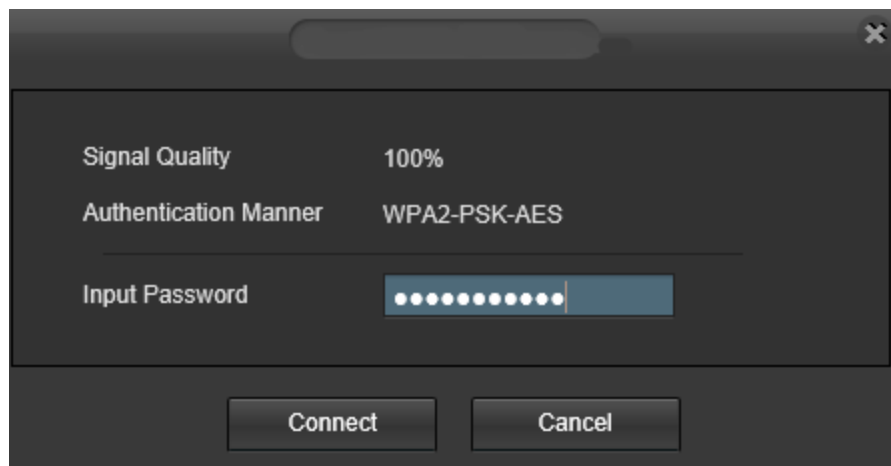 Signal Quality 100%
Authentication Manner WPA2-PSK-AES
Input Password ●●●●●●●●●●●
Connect Cancel